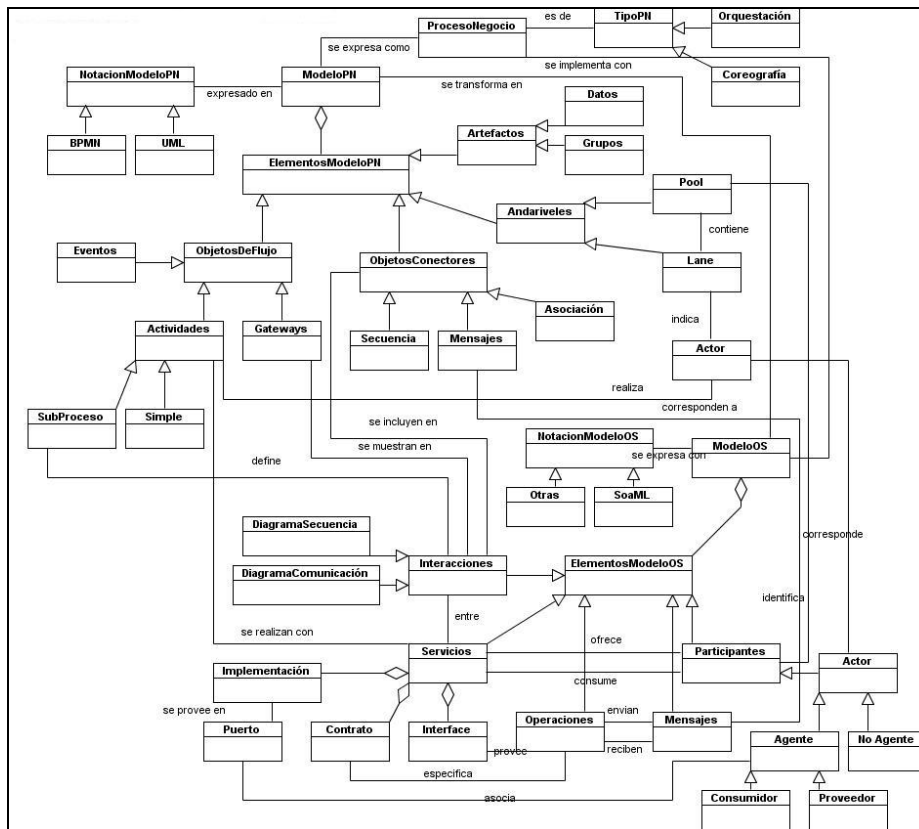 es de
TipoPN
Orquestación
ProcesoNegocio
se expresa como
se implementa con
NotacionModeloPN
ModeloPN
Coreografía
expresado en
se transforma en
Datos
Artefactos
BPMN
UML
Grupos
ElementosModeloPN
Pool
Andariveles
contiene
Eventos
ObjetosDeFlujo
ObjetosConectores
Lane
Asociación
indica
Actividades
Gateways
Secuencia
Mensajes
Actor
realiza
corresponden a
SubProceso
Simple
se incluyen en
NotacionModeloOS
ModeloOS
se muestran en
se expresa con
define
Otras
SoaML
DiagramaSecuencia
corresponde
DiagramaComunicación
Interacciones
ElementosModeloOS
identifica
entre
se realizan con
ofrece
Servicios
Participantes
Implementación
Actor
consume
se provee en
envian
Puerto
Contrato
Interface
Operaciones
Mensajes
provee
reciben
Agente
No Agente
especifica
asocia
Consumidor
Proveedor